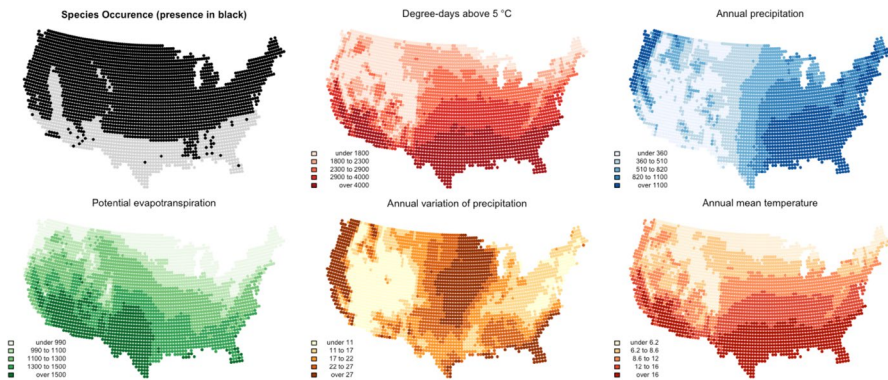 Species Occurence (presence in black)
Degree-days above 5 °C
Annual precipitation
under 1800
1800 to 2300
2300 to 2900
2900 to 4000
over 4000
under 360
360 to 510
510 to 820
820 to 1100
over 1100
Potential evapotranspiration
Annual variation of precipitation
Annual mean temperature
under 990
990 to 1100
1100 to 1300
1300 to 1500
over 1500
under 11
11 to 17
17 to 22
22 to 27
over 27
under 6.2
6.2 to 8.6
8.6 to 12
12 to 16
over 16